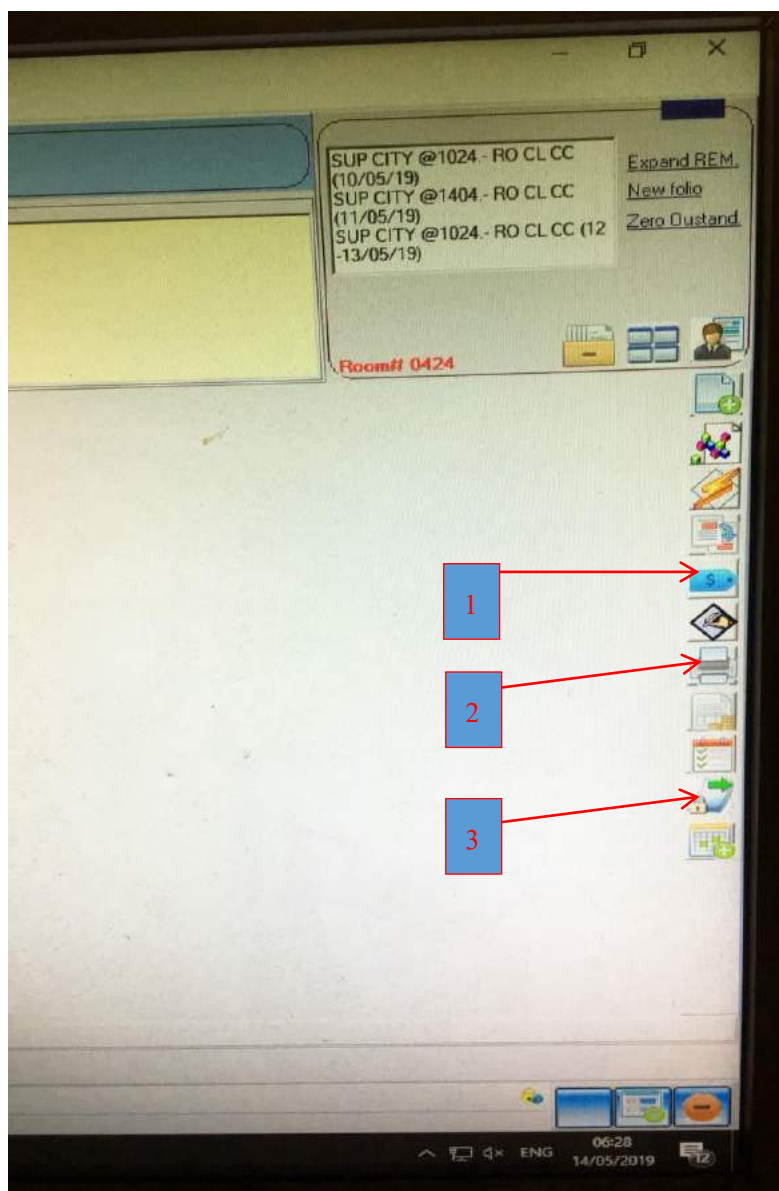 SUP CITY @1024.- RO CL CC
(10/05/19)
SUP CITY @1404.- RO CL CC
(11/05/19)
SUP CITY @1024.- RO CL CC (12
-13/05/19)
Expand REM.
New folio
Zero Oustand.
Room# 0424
$
1
2
3
ENG
06:28
14/05/2019
12